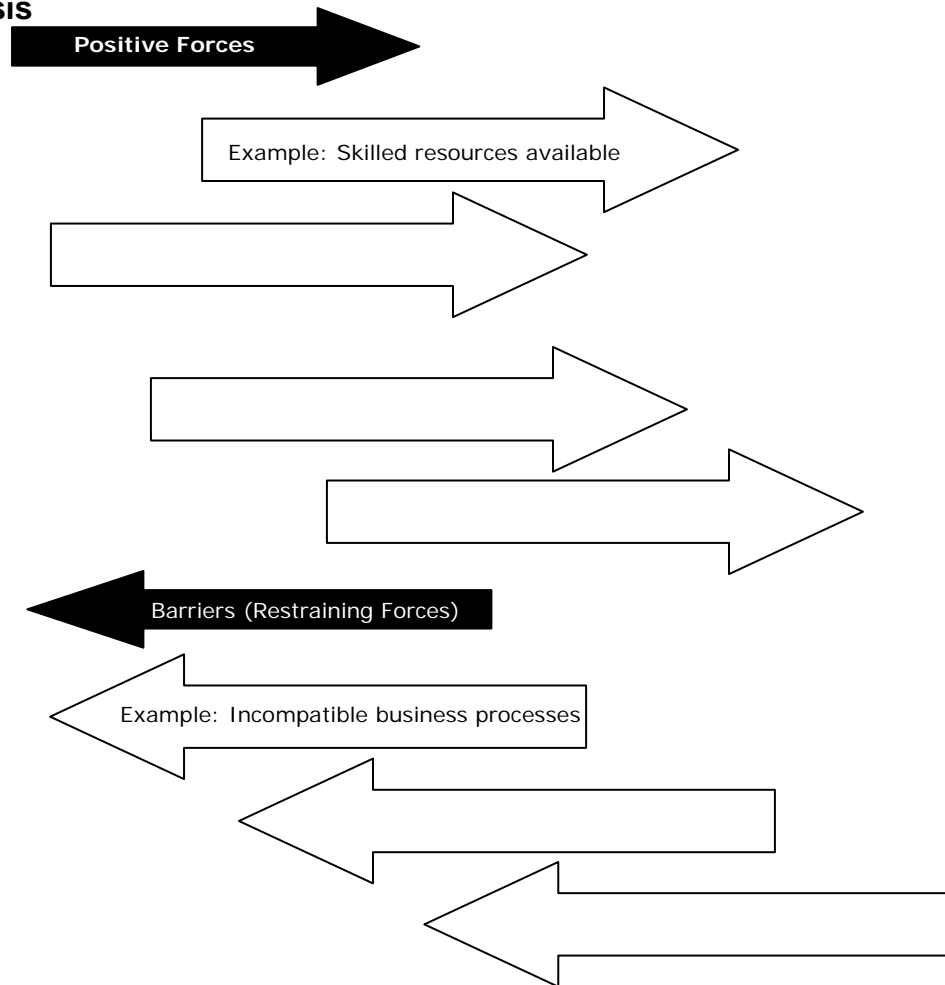 sis
Positive Forces
Example: Skilled resources available
Barriers (Restraining Forces)
Example: Incompatible business processes